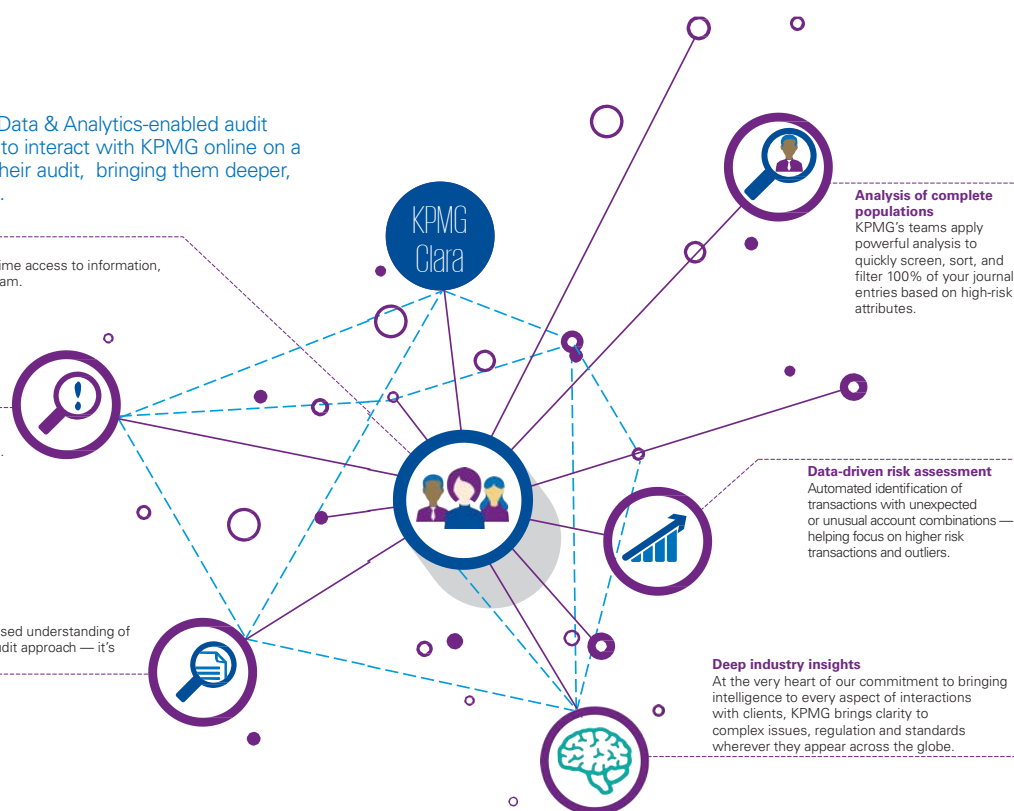 Data & Analytics-enabled audit
to interact with KPMG online on a
heir audit, bringing them deeper,
.
ime access to information,
am.
KPMG
Clara
Analysis of complete
populations
KPMG's teams apply
powerful analysis to
quickly screen, sort, and
filter 100% of your journal
entries based on high-risk
attributes.
.
Data-driven risk assessment
Automated identification of
transactions with unexpected
or unusual account combinations —
helping focus on higher risk
transactions and outliers.
sed understanding of
udit approach — it's
Deep industry insights
At the very heart of our commitment to bringing
intelligence to every aspect of interactions
with clients, KPMG brings clarity to
complex issues, regulation and standards
wherever they appear across the globe.